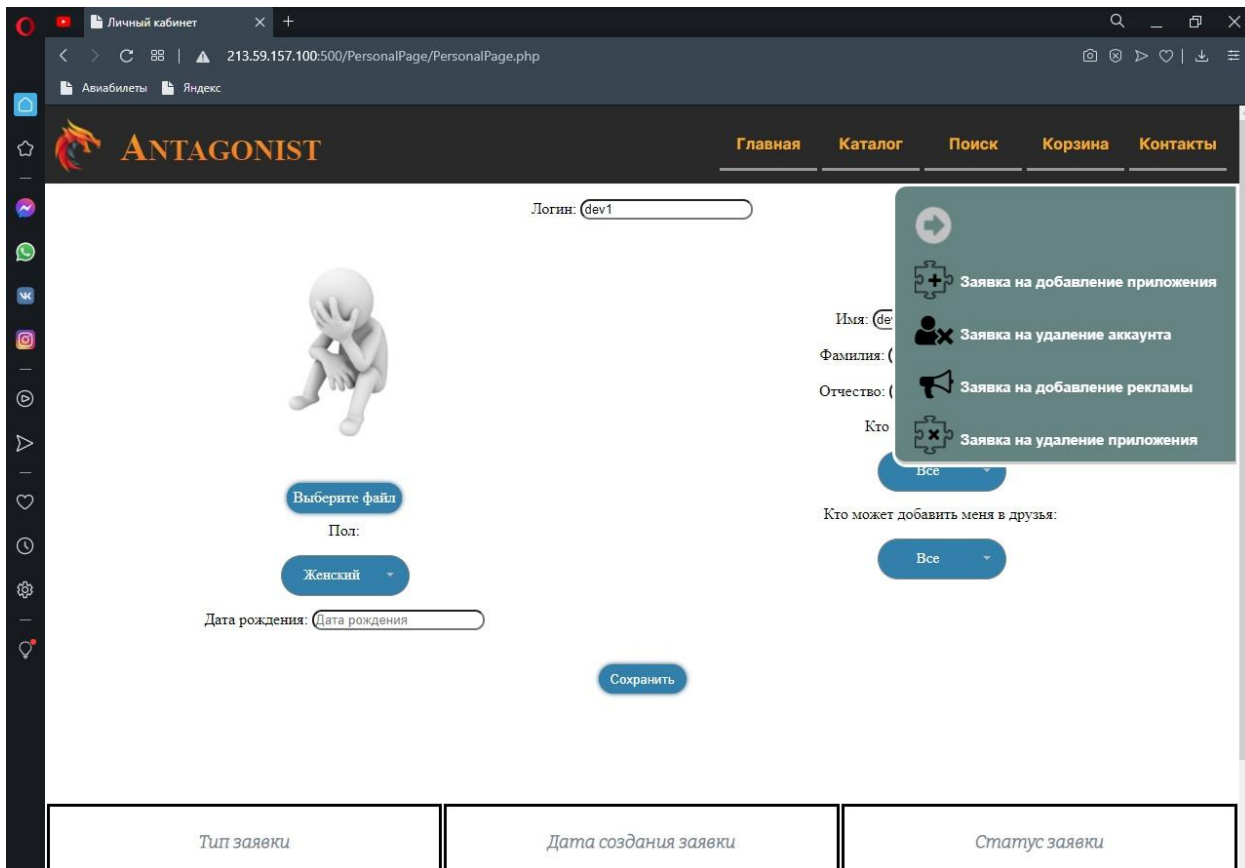 Личный кабинет
213.59.157.100:500/PersonalPage/PersonalPage.php
Авиабилеты Яндекс
ANTAGONIST
Главная Каталог Поиск Корзина Контакты
Логин: dev1
Заявка на добавление приложения
Имя: de
Заявка на удаление аккаунта
Фамилия:
Заявка на добавление рекламы
Отчество:
Кто
Заявка на удаление приложения
Все
Выберите файл
Кто может добавить меня в друзья:
Пол:
Все
Женский
Дата рождения: Дата рождения
Сохранить
Тип заявки Дата создания заявки Статус заявки